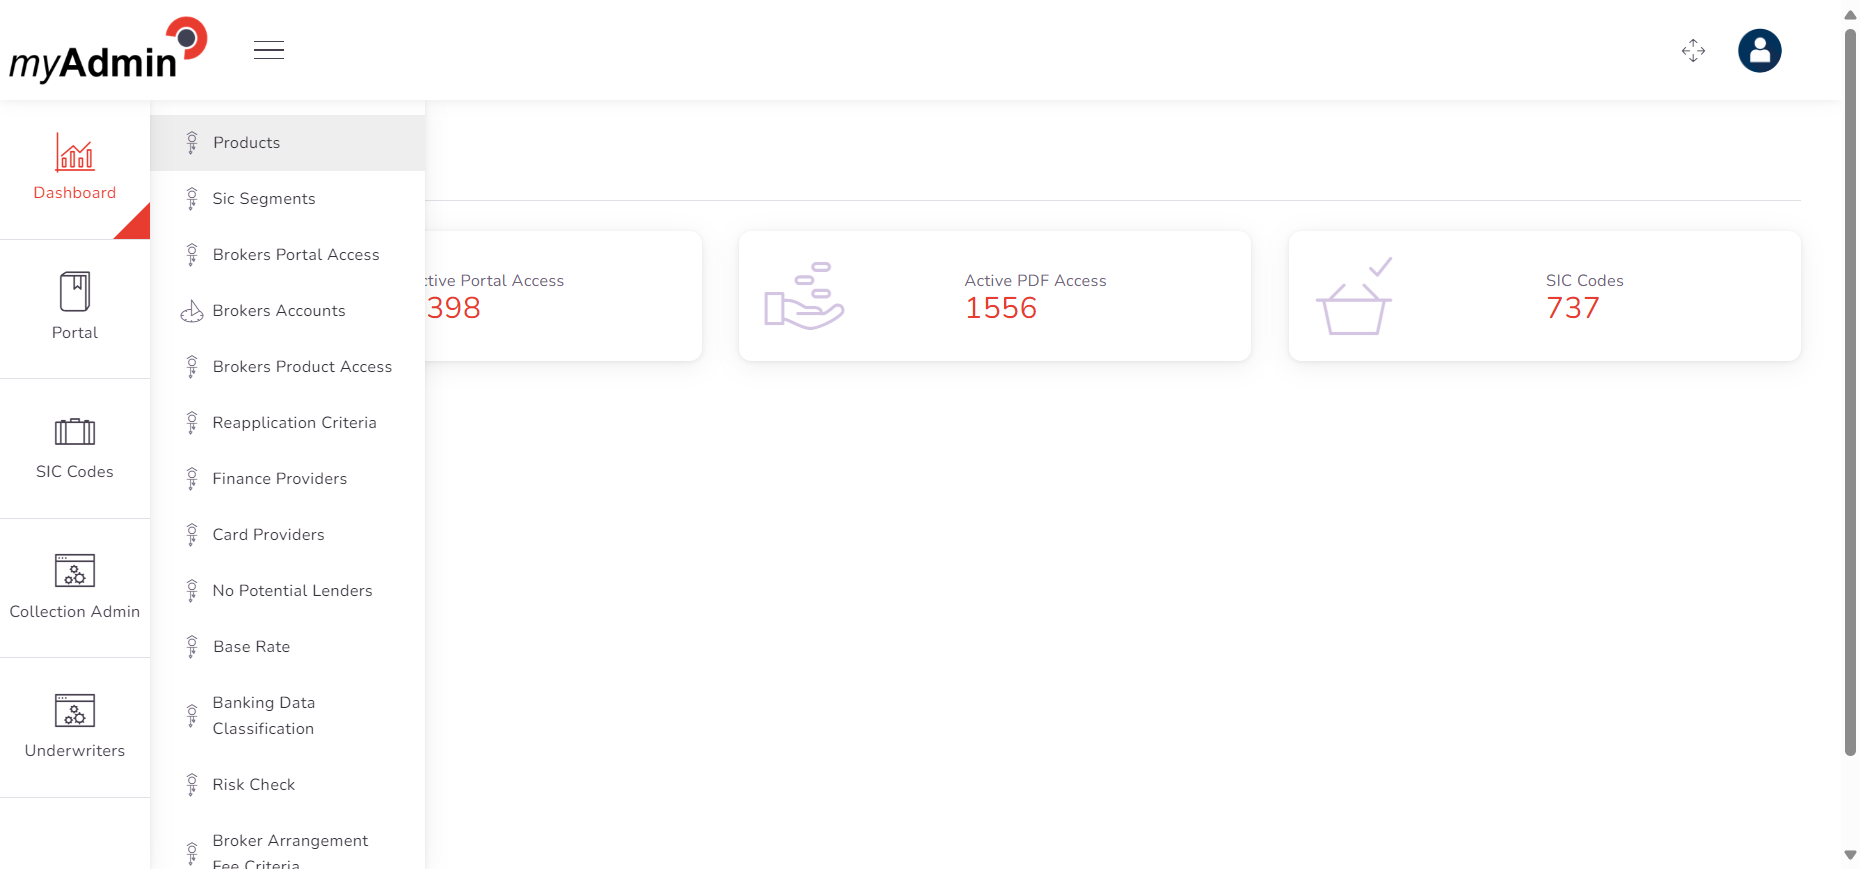 myAdmin
Dashboard
Portal
SIC Codes
Collection Admin
Underwriters
Products
Sic Segments
Brokers Portal Access
Brokers Accounts
Brokers Product Access
Reapplication Criteria
Finance Providers
Card Providers
No Potential Lenders
Base Rate
Banking Data
Classification
Risk Check
Broker Arrangement
Fee Criteria
ctive Portal Access
398
Active PDF Access
1556
SIC Codes
737